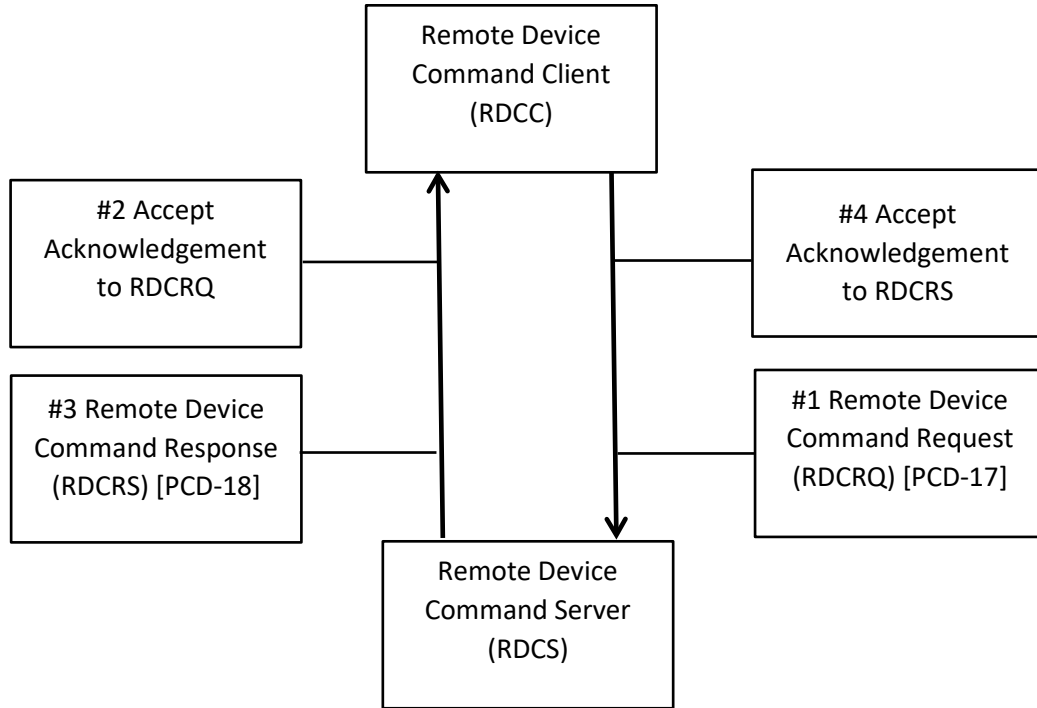 Remote Device
Command Client
(RDCC)
#2 Accept
Acknowledgement
to RDCRQ
#4 Accept
Acknowledgement
to RDCRS
#3 Remote Device
Command Response
(RDCRS) [PCD-18]
#1 Remote Device
Command Request
(RDCRQ) [PCD-17]
Remote Device
Command Server
(RDCS)